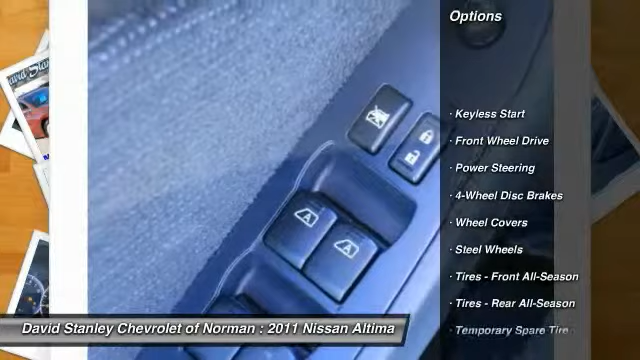 Options
· Keyless Start
· Front Wheel Drive
· Power Steering
· 4-Wheel Disc Brakes
· Wheel Covers
· Steel Wheels
· Tires - Front All-Season
· Tires - Rear All-Season
· Temporary Spare Tire
A
A
David Stanley Chevrolet of Norman : 2011 Nissan Altima